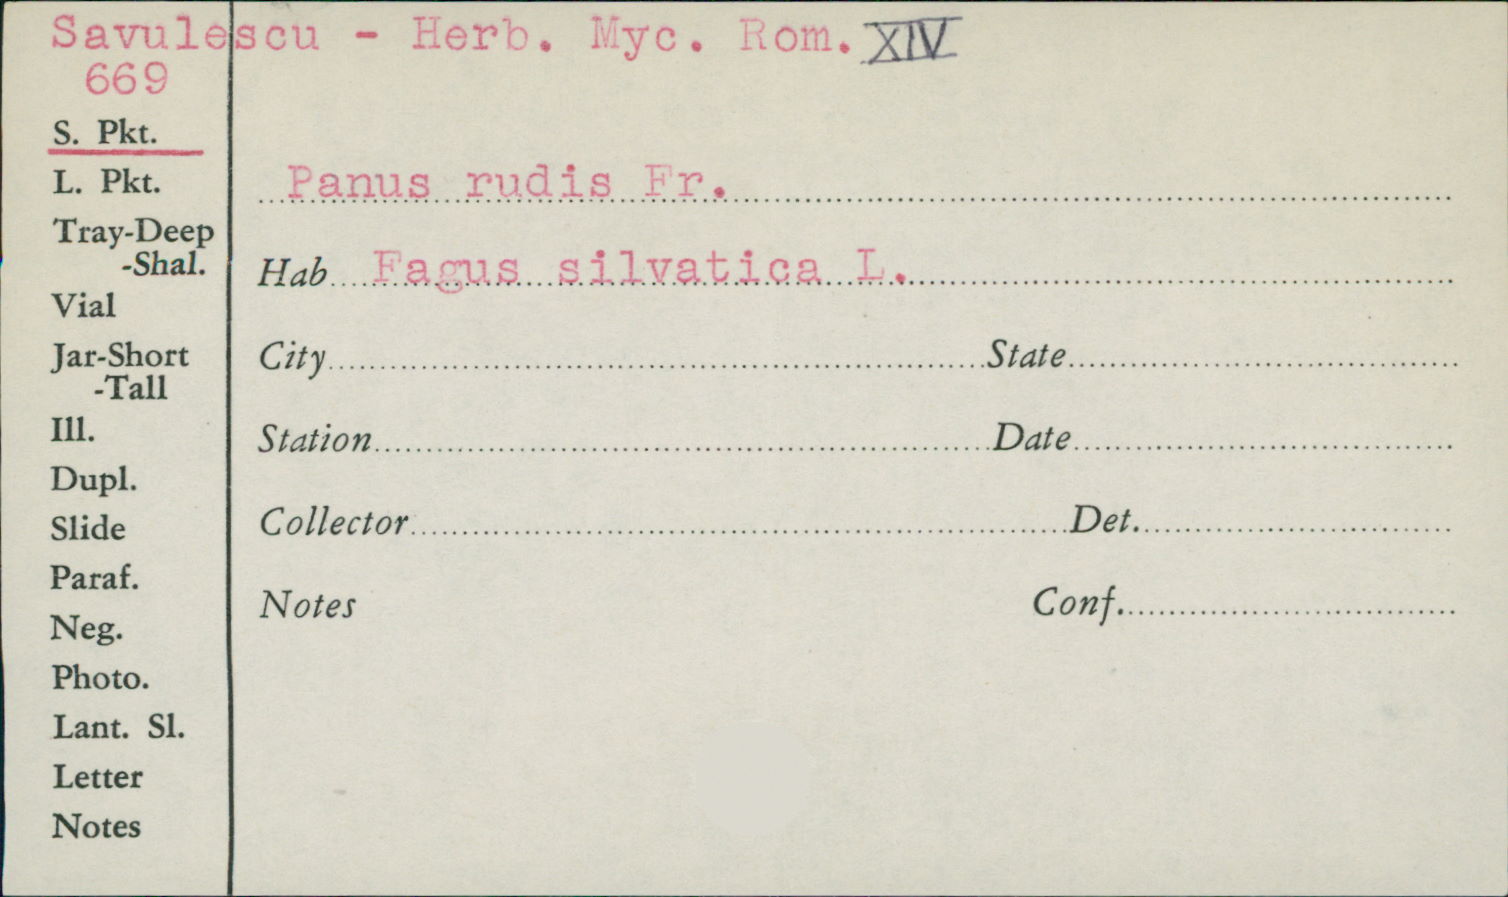 Savulescu - Herb. Myc. Rom. XIV
669
S. Pkt.
L. Pkt.
Tray-Deep
-Shal.
Vial
Jar-Short
-Tall
Ill.
Dupl.
Slide
Paraf.
Neg.
Photo.
Lant. Sl.
Letter
Notes
Panus rudis Fr.
Hab Fagus silvatica L.
City State
Station Date
Collector Det.
Notes Conf.